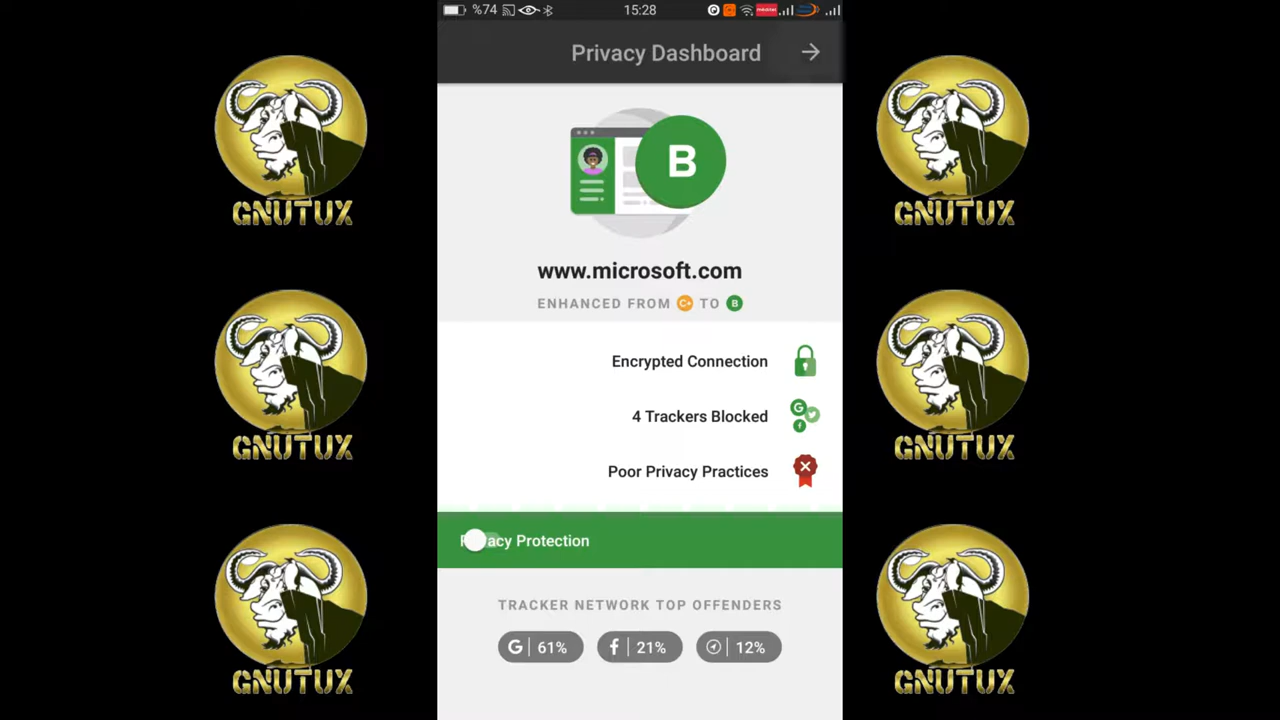 %74
15:28
Privacy Dashboard
B
www.microsoft.com
ENHANCED FROM C+ TO B
Encrypted Connection
4 Trackers Blocked
Poor Privacy Practices
Privacy Protection
TRACKER NETWORK TOP OFFENDERS
G 61%
f 21%
12%
GNUTUX
GNUTUX
GNUTUX
GNUTUX
GNUTUX
GNUTUX